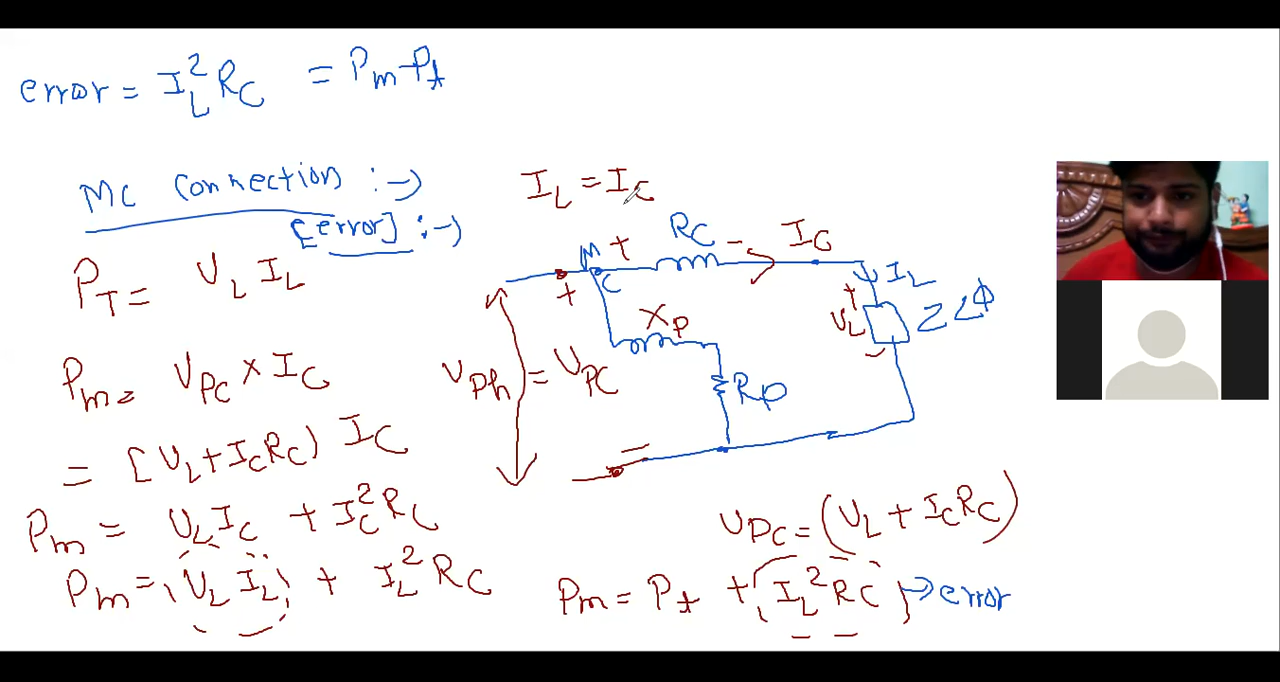 error = I_L^2 R_C = P_m - P_t
MC Connection :->
[error] :->
P_T = V_L I_L
P_m = V_PC × I_C
= [V_L + I_C R_C) I_C
P_m = V_L I_C + I_C^2 R_C
P_m = (V_L I_L) + I_L^2 R_C
I_L = I_C
M + R_C - I_C
+ C
I_L
+
V_L
-
Z∠Φ
X_P
V_Ph = V_PC
R_P
-
V_PC = (V_L + I_C R_C)
P_m = P_t + (I_L^2 R_C) -> error